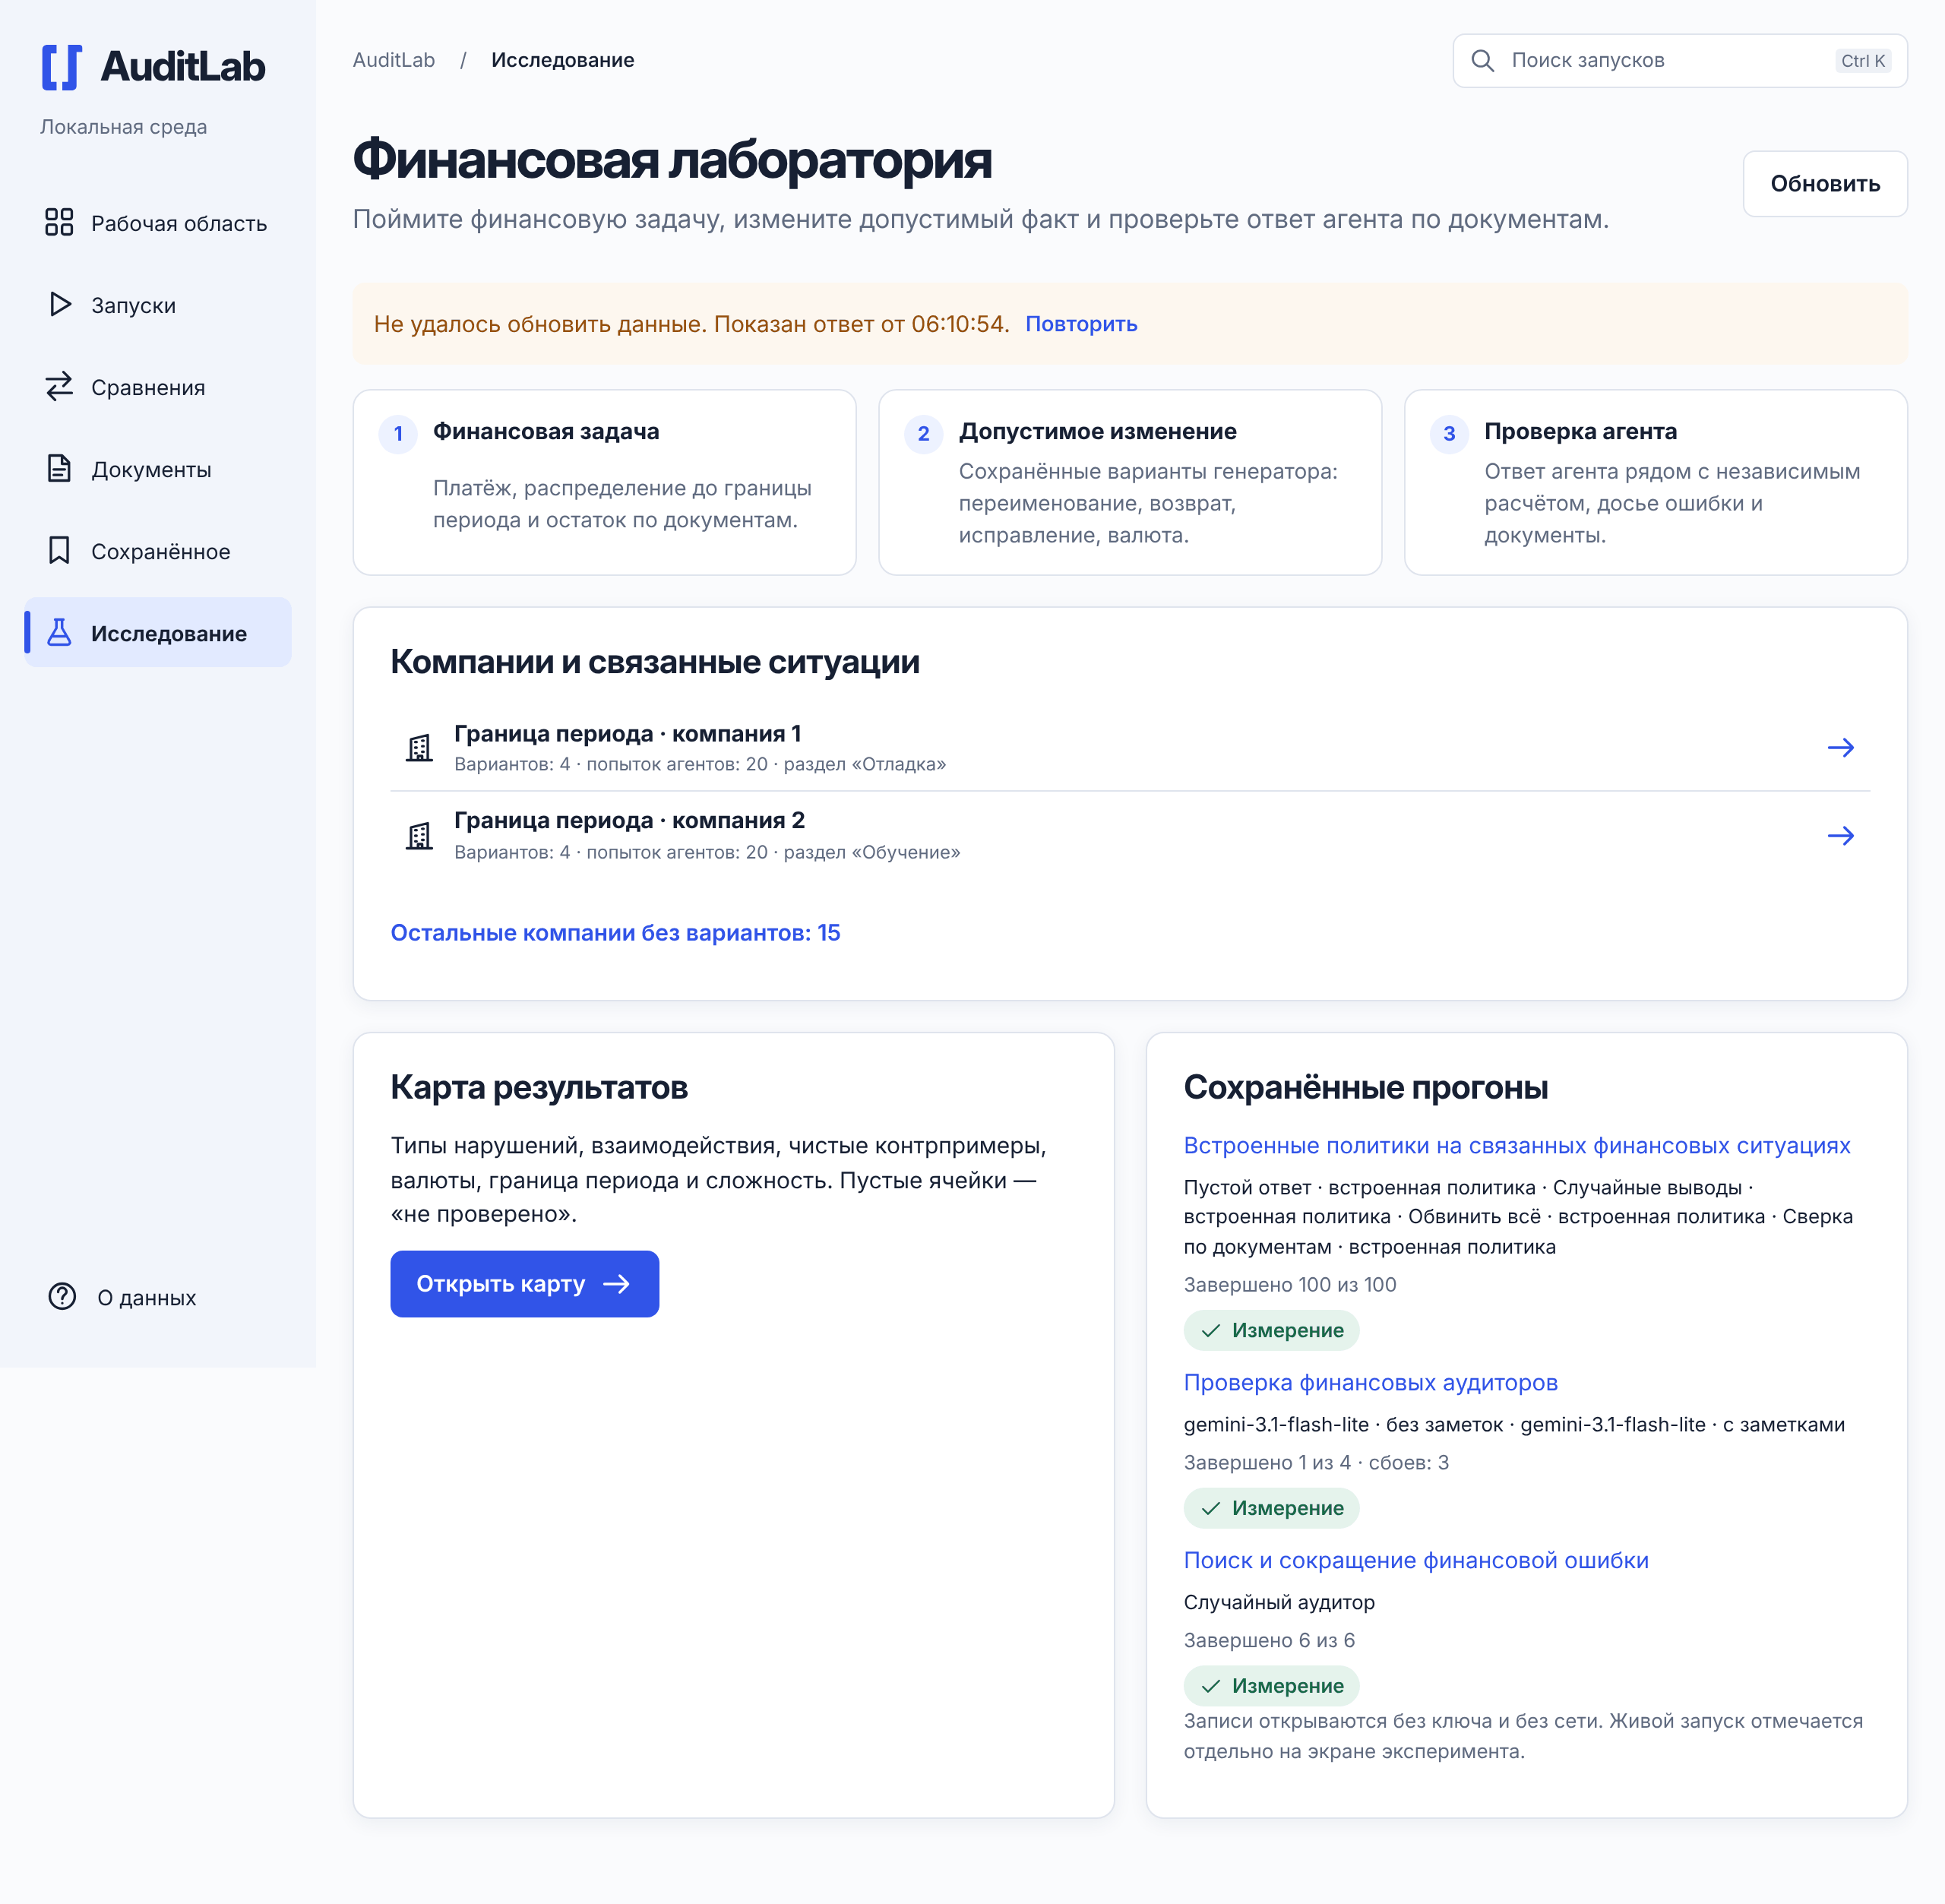 AuditLab
Локальная среда
Рабочая область
Запуски
Сравнения
Документы
Сохранённое
Исследование
О данных
AuditLab / Исследование
Поиск запусков Ctrl K
Финансовая лаборатория
Поймите финансовую задачу, измените допустимый факт и проверьте ответ агента по документам.
Обновить
Не удалось обновить данные. Показан ответ от 06:10:54. Повторить
1 Финансовая задача
Платёж, распределение до границы
периода и остаток по документам.
2 Допустимое изменение
Сохранённые варианты генератора:
переименование, возврат,
исправление, валюта.
3 Проверка агента
Ответ агента рядом с независимым
расчётом, досье ошибки и
документы.
Компании и связанные ситуации
Граница периода · компания 1
Вариантов: 4 · попыток агентов: 20 · раздел «Отладка»
Граница периода · компания 2
Вариантов: 4 · попыток агентов: 20 · раздел «Обучение»
Остальные компании без вариантов: 15
Карта результатов
Типы нарушений, взаимодействия, чистые контрпримеры,
валюты, граница периода и сложность. Пустые ячейки —
«не проверено».
Открыть карту
Сохранённые прогоны
Встроенные политики на связанных финансовых ситуациях
Пустой ответ · встроенная политика · Случайные выводы ·
встроенная политика · Обвинить всё · встроенная политика · Сверка
по документам · встроенная политика
Завершено 100 из 100
Измерение
Проверка финансовых аудиторов
gemini-3.1-flash-lite · без заметок · gemini-3.1-flash-lite · с заметками
Завершено 1 из 4 · сбоев: 3
Измерение
Поиск и сокращение финансовой ошибки
Случайный аудитор
Завершено 6 из 6
Измерение
Записи открываются без ключа и без сети. Живой запуск отмечается
отдельно на экране эксперимента.